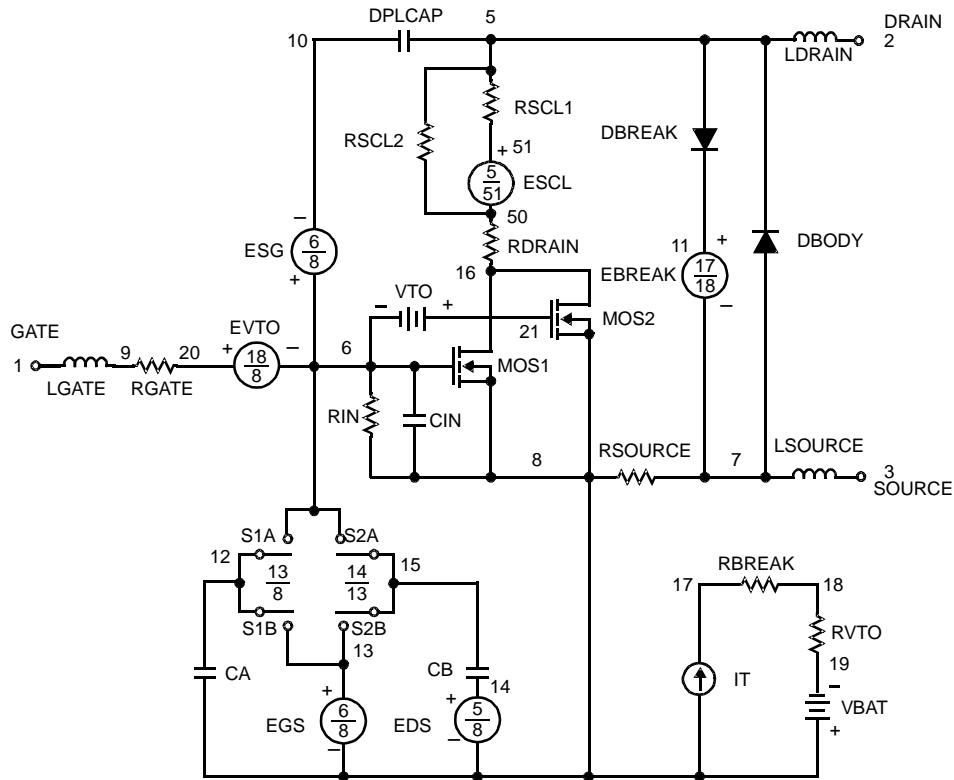 DPLCAP 5 DRAIN
10 2
LDRAIN
RSCL1
RSCL2 DBREAK
+ 51
5
51 ESCL
50
− RDRAIN
ESG 6
8 11 + DBODY
+ 16 EBREAK 17
18
VTO −
− +
21 MOS2
GATE EVTO
1 9 20 + 18
8 − 6 MOS1
LGATE RGATE
RIN CIN
8 RSOURCE 7 LSOURCE
3
SOURCE
S1A S2A
12 13
8 14
13 15
S1B S2B
13
RBREAK
17 18
RVTO
19
CA CB 14
+ + IT −
EGS 6
8 EDS 5
8 VBAT
− − +